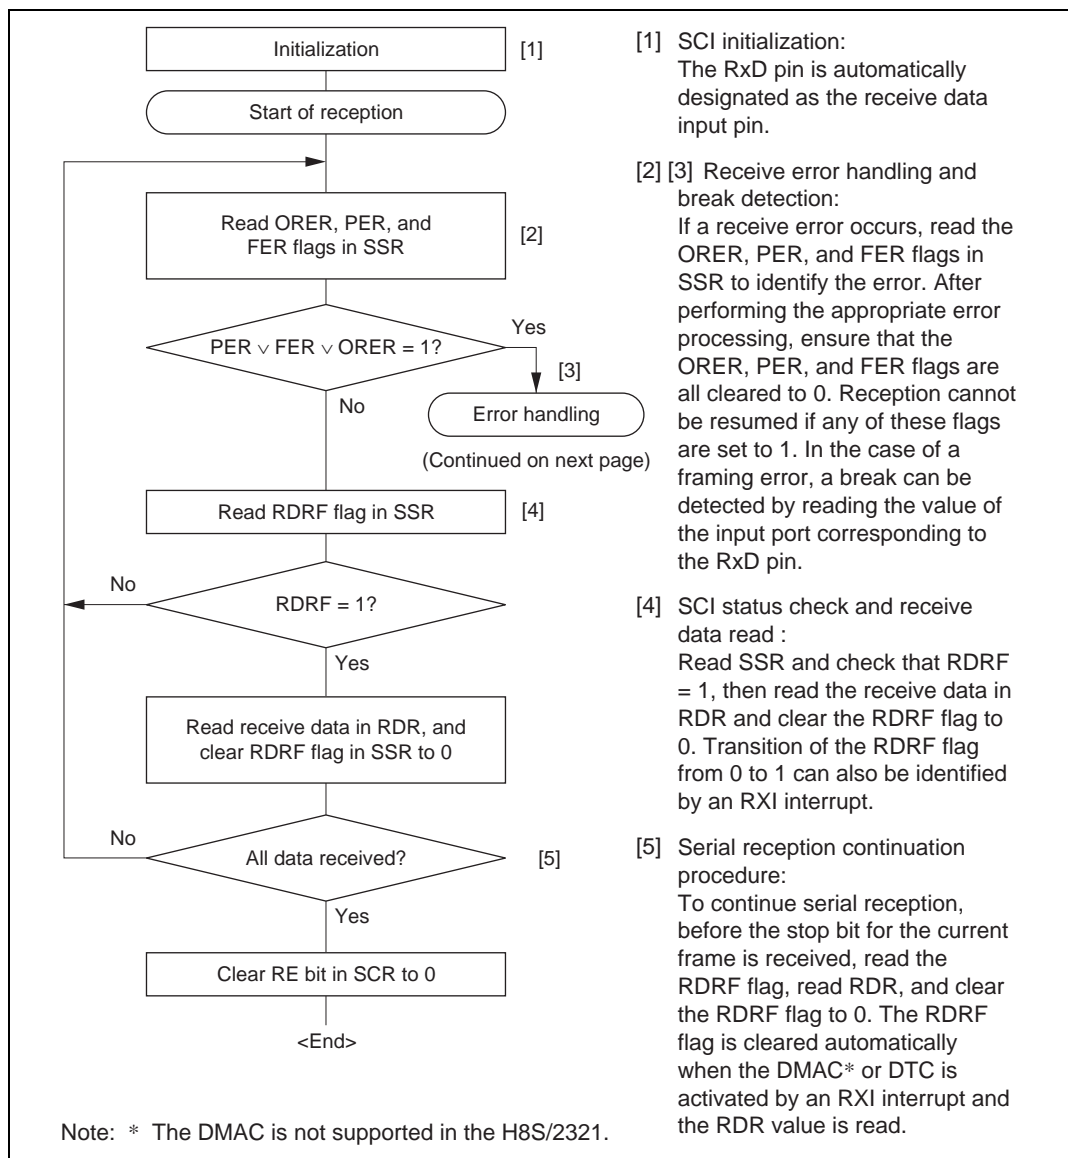 Initialization
[1]
Start of reception
Read ORER, PER, and
FER flags in SSR
[2]
PER ∨ FER ∨ ORER = 1?
Yes
[3]
No
Error handling
(Continued on next page)
Read RDRF flag in SSR
[4]
No
RDRF = 1?
Yes
Read receive data in RDR, and
clear RDRF flag in SSR to 0
No
All data received?
[5]
Yes
Clear RE bit in SCR to 0
<End>
[1] SCI initialization:
The RxD pin is automatically
designated as the receive data
input pin.
[2] [3] Receive error handling and
break detection:
If a receive error occurs, read the
ORER, PER, and FER flags in
SSR to identify the error. After
performing the appropriate error
processing, ensure that the
ORER, PER, and FER flags are
all cleared to 0. Reception cannot
be resumed if any of these flags
are set to 1. In the case of a
framing error, a break can be
detected by reading the value of
the input port corresponding to
the RxD pin.
[4] SCI status check and receive
data read :
Read SSR and check that RDRF
= 1, then read the receive data in
RDR and clear the RDRF flag to
0. Transition of the RDRF flag
from 0 to 1 can also be identified
by an RXI interrupt.
[5] Serial reception continuation
procedure:
To continue serial reception,
before the stop bit for the current
frame is received, read the
RDRF flag, read RDR, and clear
the RDRF flag to 0. The RDRF
flag is cleared automatically
when the DMAC* or DTC is
activated by an RXI interrupt and
the RDR value is read.
Note: * The DMAC is not supported in the H8S/2321.